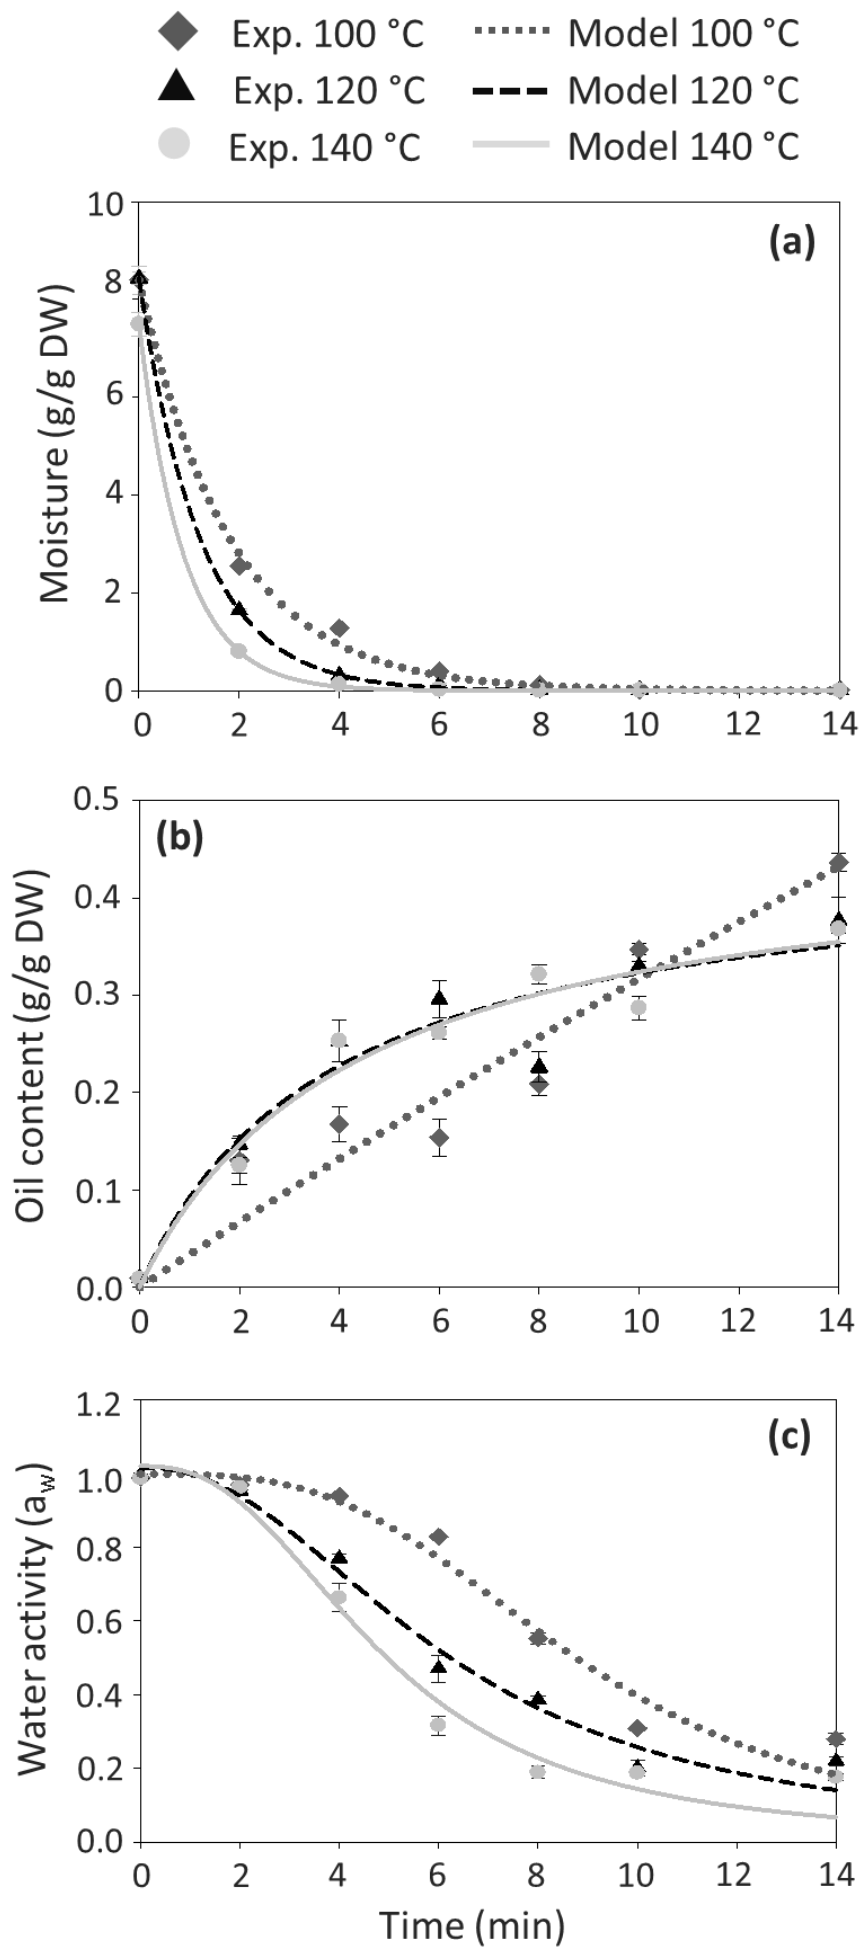 Exp. 100 °C Model 100 °C
Exp. 120 °C Model 120 °C
Exp. 140 °C Model 140 °C
10
(a)
8
6
4
2
0
Moisture (g/g DW)
0 2 4 6 8 10 12 14
0.5
(b)
0.4
0.3
0.2
0.1
0.0
Oil content (g/g DW)
0 2 4 6 8 10 12 14
1.2
(c)
1.0
0.8
0.6
0.4
0.2
0.0
Water activity (aw)
0 2 4 6 8 10 12 14
Time (min)